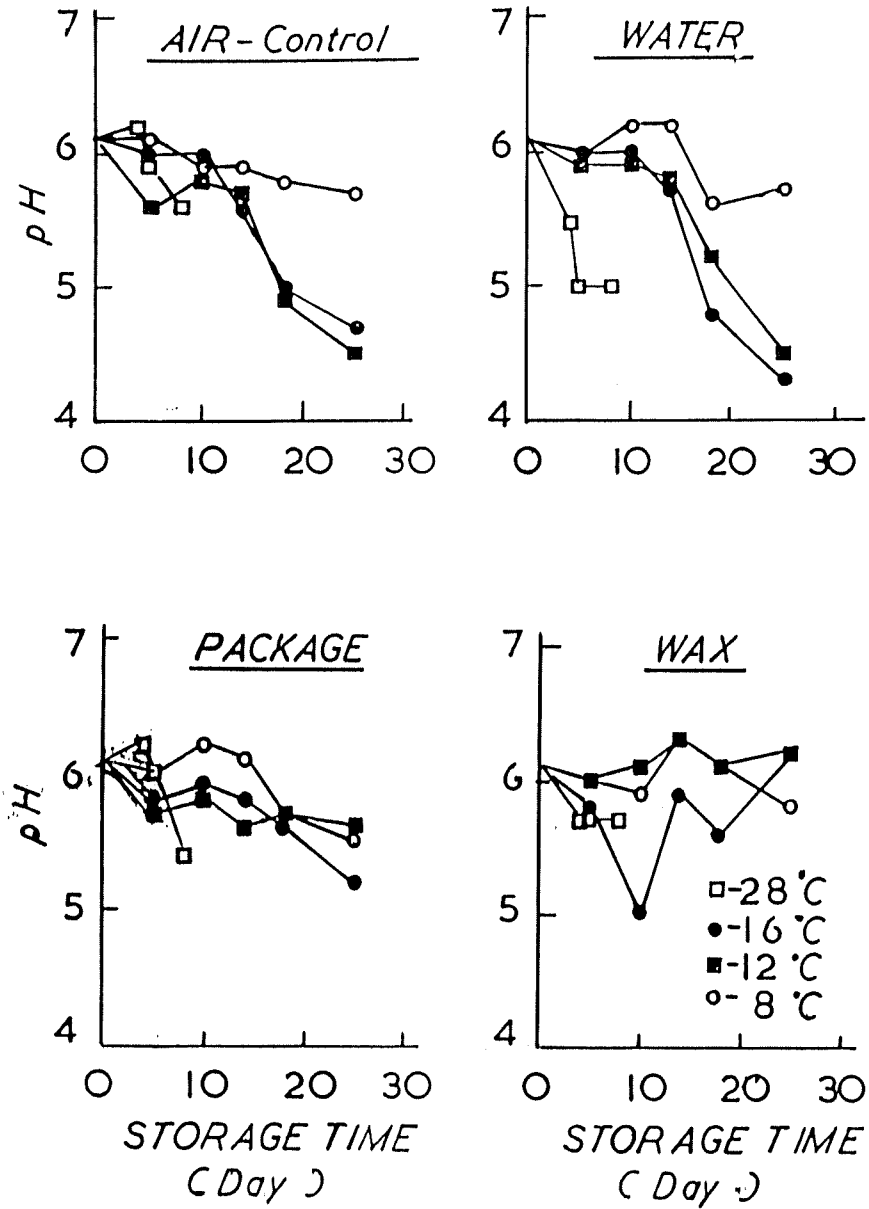 AIR-Control
7
6
5
4
pH
0 10 20 30
WATER
7
6
5
4
0 10 20 30
PACKAGE
7
6
5
4
pH
0 10 20 30
STORAGE TIME
(Day)
WAX
7
6
5
4
□-28°C
●-16°C
■-12°C
○-8°C
0 10 20 30
STORAGE TIME
(Day)